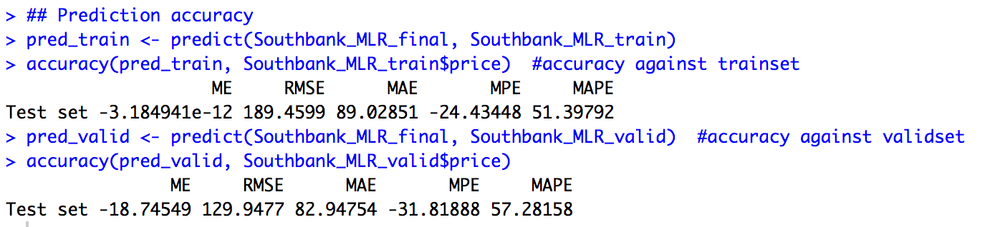 > ## Prediction accuracy
> pred_train <- predict(Southbank_MLR_final, Southbank_MLR_train)
> accuracy(pred_train, Southbank_MLR_train$price)  #accuracy against trainset
                    ME     RMSE      MAE       MPE     MAPE
Test set -3.184941e-12 189.4599 89.02851 -24.43448 51.39792
> pred_valid <- predict(Southbank_MLR_final, Southbank_MLR_valid)  #accuracy against validset
> accuracy(pred_valid, Southbank_MLR_valid$price)
                ME     RMSE      MAE       MPE     MAPE
Test set -18.74549 129.9477 82.94754 -31.81888 57.28158